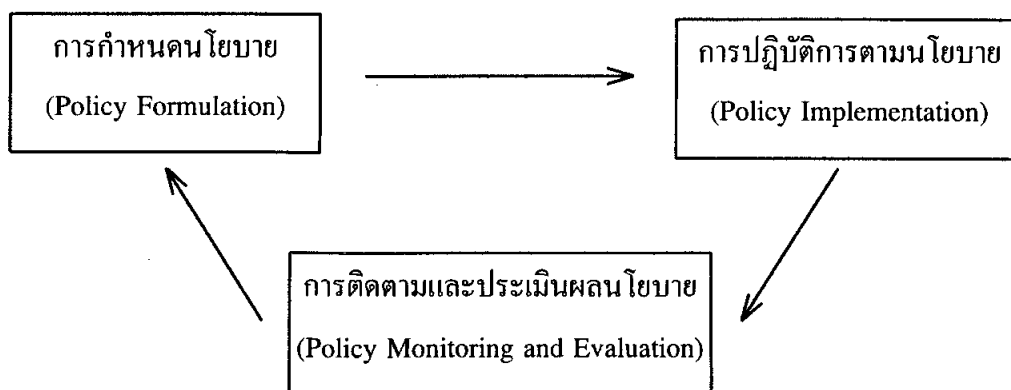 การกำหนดนโยบาย
(Policy Formulation)
การปฏิบัติการตามนโยบาย
(Policy Implementation)
การติดตามและประเมินผลนโยบาย
(Policy Monitoring and Evaluation)